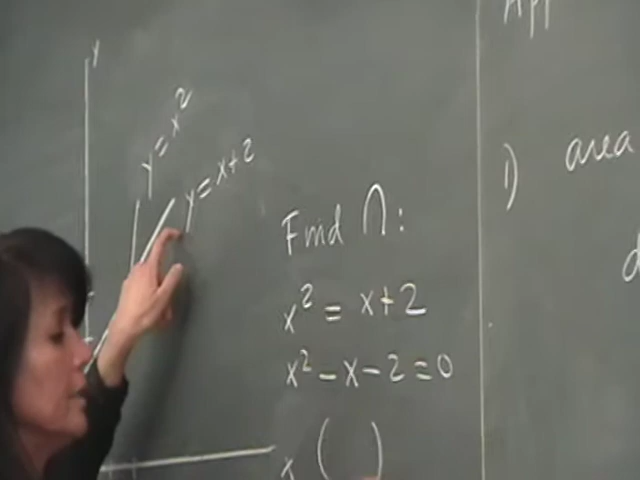 y
y = x²
y = x+2
Find ∩:
x² = x+2
x² - x - 2 = 0
x ( )
App
1) area
d